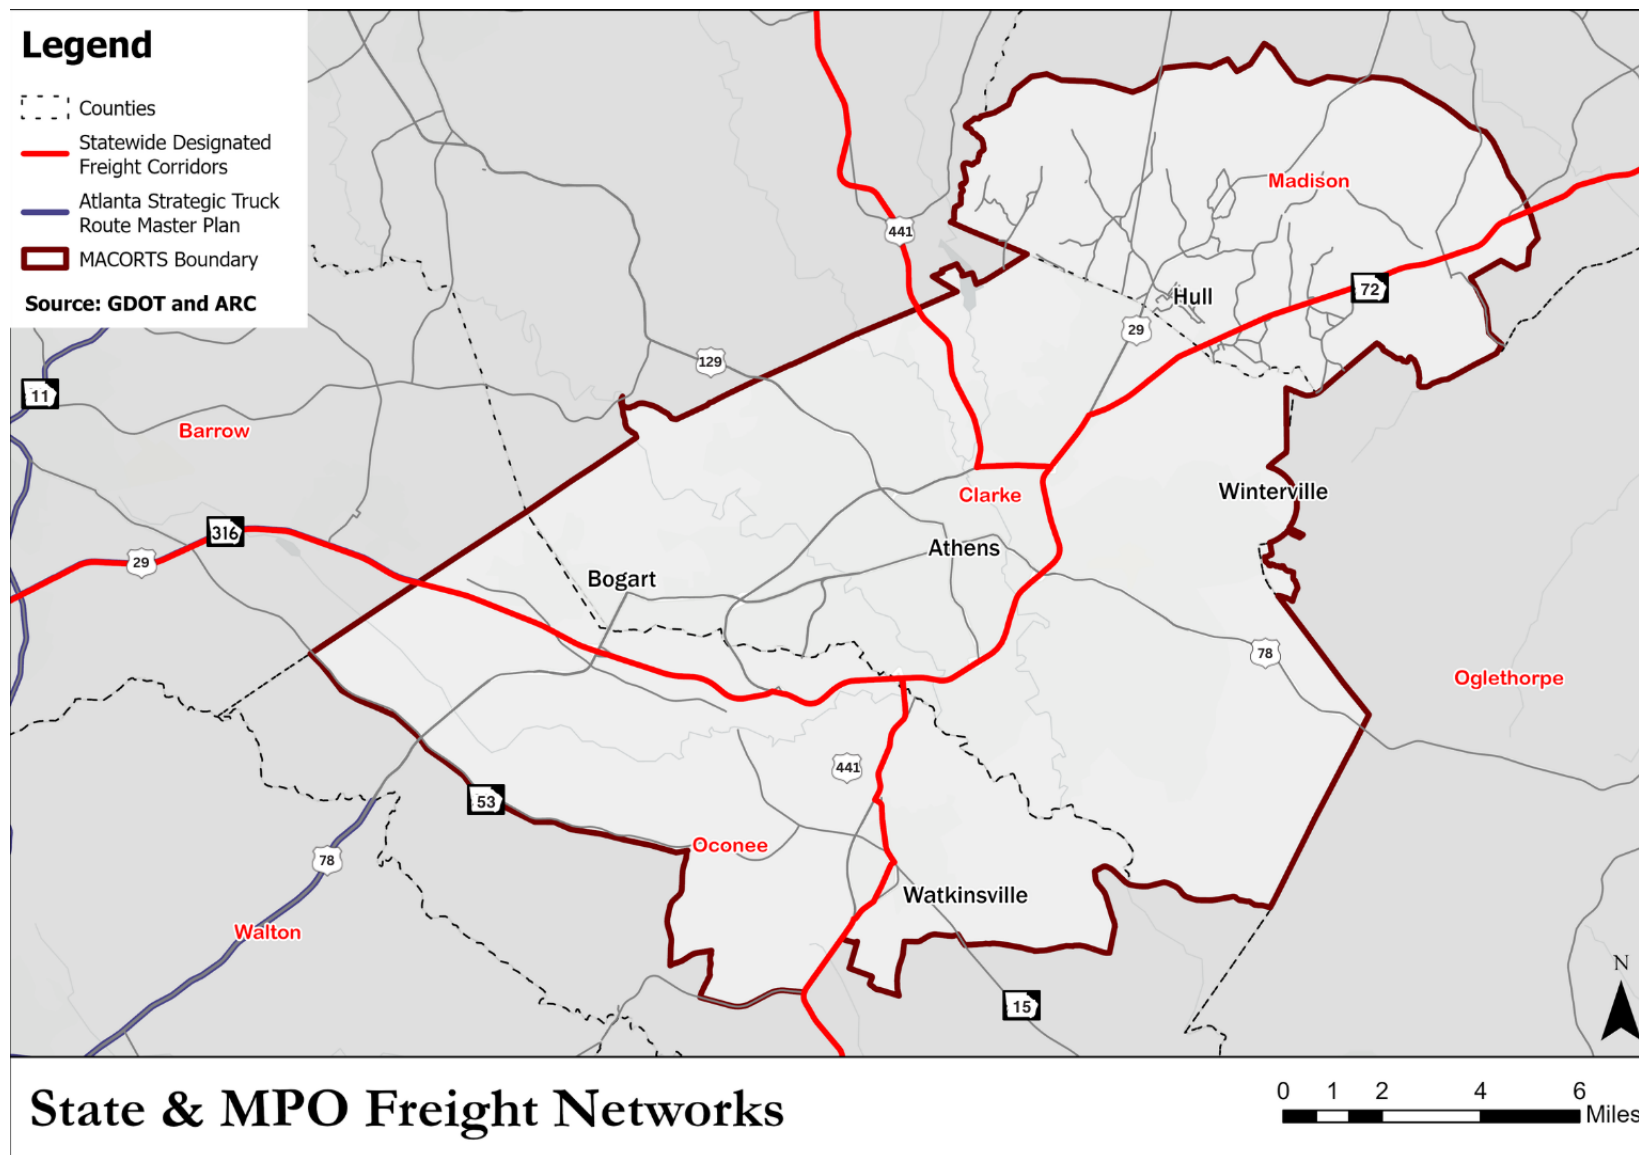 Legend
Counties
Statewide Designated
Freight Corridors
Atlanta Strategic Truck
Route Master Plan
MACORTS Boundary
Source: GDOT and ARC
Madison
441
72
Hull
29
129
11
Barrow
Winterville
Clarke
316
Athens
29
Bogart
78
Oglethorpe
441
53
Oconee
78
Watkinsville
Walton
N
15
State & MPO Freight Networks
0 1 2 4 6
Miles